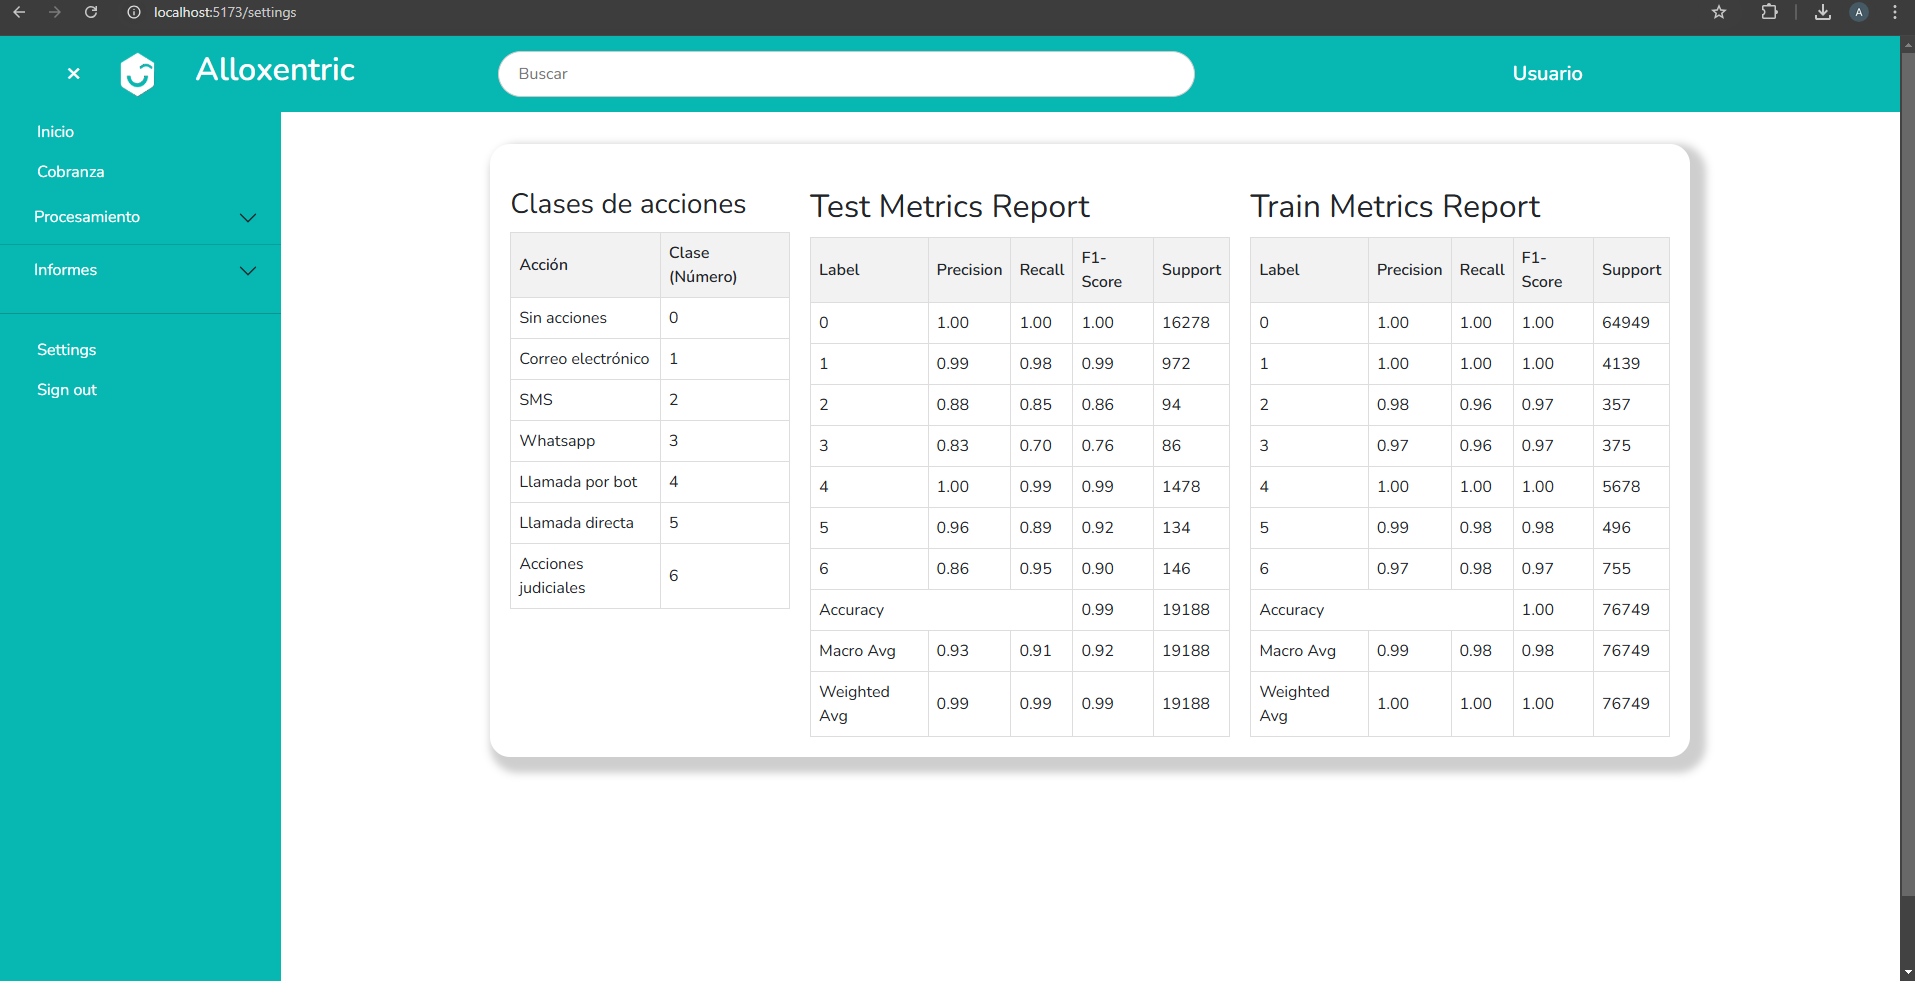 localhost:5173/settings
A
Alloxentric
Buscar
Usuario
Inicio
Cobranza
Procesamiento
Informes
Settings
Sign out
Clases de acciones
Acción Clase (Número)
Sin acciones 0
Correo electrónico 1
SMS 2
Whatsapp 3
Llamada por bot 4
Llamada directa 5
Acciones judiciales 6
Test Metrics Report
Label Precision Recall F1-Score Support
0 1.00 1.00 1.00 16278
1 0.99 0.98 0.99 972
2 0.88 0.85 0.86 94
3 0.83 0.70 0.76 86
4 1.00 0.99 0.99 1478
5 0.96 0.89 0.92 134
6 0.86 0.95 0.90 146
Accuracy 0.99 19188
Macro Avg 0.93 0.91 0.92 19188
Weighted Avg 0.99 0.99 0.99 19188
Train Metrics Report
Label Precision Recall F1-Score Support
0 1.00 1.00 1.00 64949
1 1.00 1.00 1.00 4139
2 0.98 0.96 0.97 357
3 0.97 0.96 0.97 375
4 1.00 1.00 1.00 5678
5 0.99 0.98 0.98 496
6 0.97 0.98 0.97 755
Accuracy 1.00 76749
Macro Avg 0.99 0.98 0.98 76749
Weighted Avg 1.00 1.00 1.00 76749